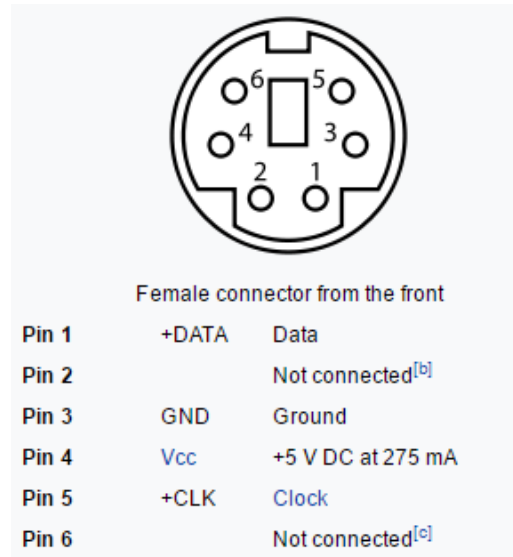 6 5
4 3
2 1
Female connector from the front
Pin 1 +DATA Data
Pin 2 Not connected[b]
Pin 3 GND Ground
Pin 4 Vcc +5 V DC at 275 mA
Pin 5 +CLK Clock
Pin 6 Not connected[c]